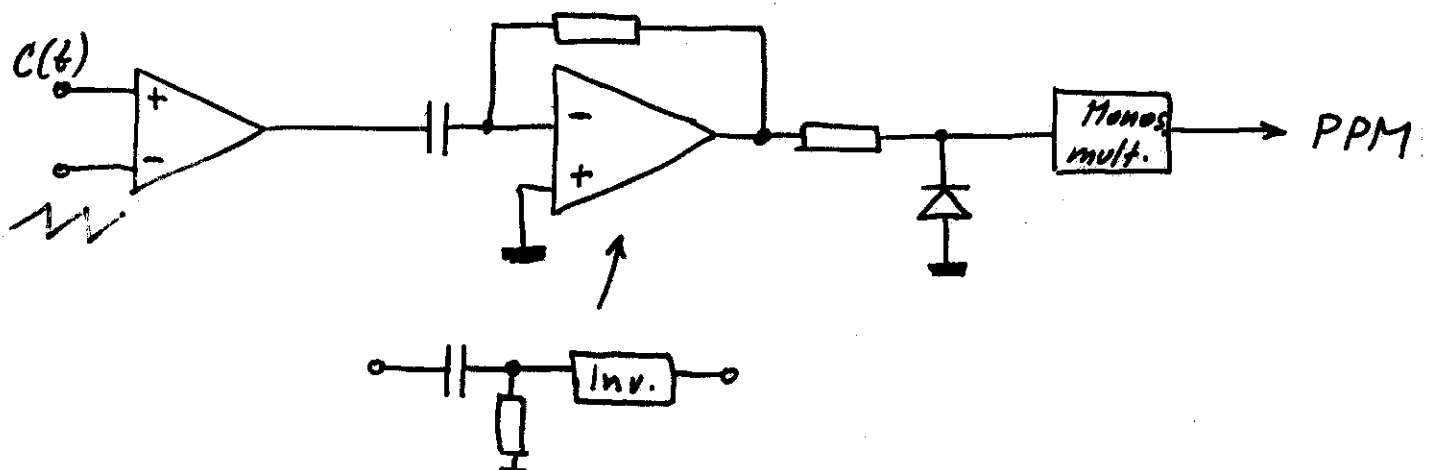 C(t)
+
−
−
+
Monos.
mult.
PPM
Inv.